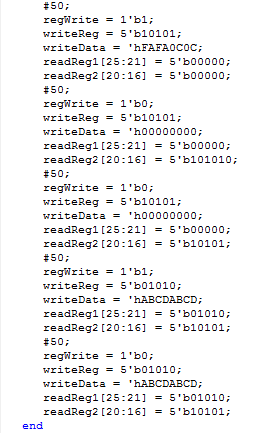 #50;
regWrite = 1'b1;
writeReg = 5'b10101;
writeData = 'hFAFA0C0C;
readReg1[25:21] = 5'b00000;
readReg2[20:16] = 5'b00000;
#50;
regWrite = 1'b0;
writeReg = 5'b10101;
writeData = 'h00000000;
readReg1[25:21] = 5'b00000;
readReg2[20:16] = 5'b101010;
#50;
regWrite = 1'b0;
writeReg = 5'b10101;
writeData = 'h00000000;
readReg1[25:21] = 5'b00000;
readReg2[20:16] = 5'b10101;
#50;
regWrite = 1'b1;
writeReg = 5'b01010;
writeData = 'hABCDABCD;
readReg1[25:21] = 5'b01010;
readReg2[20:16] = 5'b10101;
#50;
regWrite = 1'b0;
writeReg = 5'b01010;
writeData = 'hABCDABCD;
readReg1[25:21] = 5'b01010;
readReg2[20:16] = 5'b10101;
end